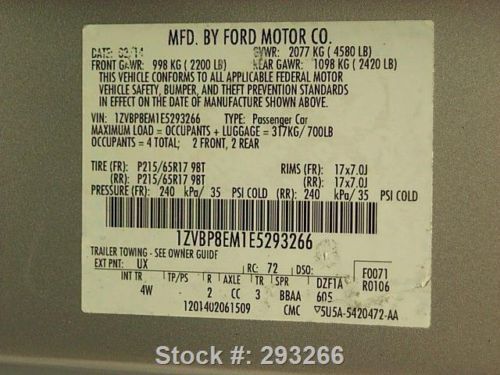 MFD. BY FORD MOTOR CO.
DATE: 03/14 GVWR: 2077 KG (4580 LB)
FRONT GAWR: 998 KG (2200 LB) REAR GAWR: 1098 KG (2420 LB)
THIS VEHICLE CONFORMS TO ALL APPLICABLE FEDERAL MOTOR
VEHICLE SAFETY, BUMPER, AND THEFT PREVENTION STANDARDS
IN EFFECT ON THE DATE OF MANUFACTURE SHOWN ABOVE.
VIN: 1ZVBP8EM1E5293266 TYPE: Passenger Car
MAXIMUM LOAD = OCCUPANTS + LUGGAGE = 317KG/700LB
OCCUPANTS = 4 TOTAL; 2 FRONT, 2 REAR
TIRE (FR): P215/65R17 98T RIMS (FR): 17x7.0J
(RR): P215/65R17 98T (RR): 17x7.0J
PRESSURE (FR): 240 kPa/ 35 PSI COLD (RR): 240 kPa/ 35 PSI COLD
1ZVBP8EM1E5293266
TRAILER TOWING - SEE OWNER GUIDE
EXT PNT: UX RC: 72 DSO: F0071
INT TR TP/PS R AXLE TR SPR DZF1A R0106
4W 2 CC 3 BBAA 605
1201402061509 CMC ▽5U5A-5420472-AA
Stock #: 293266